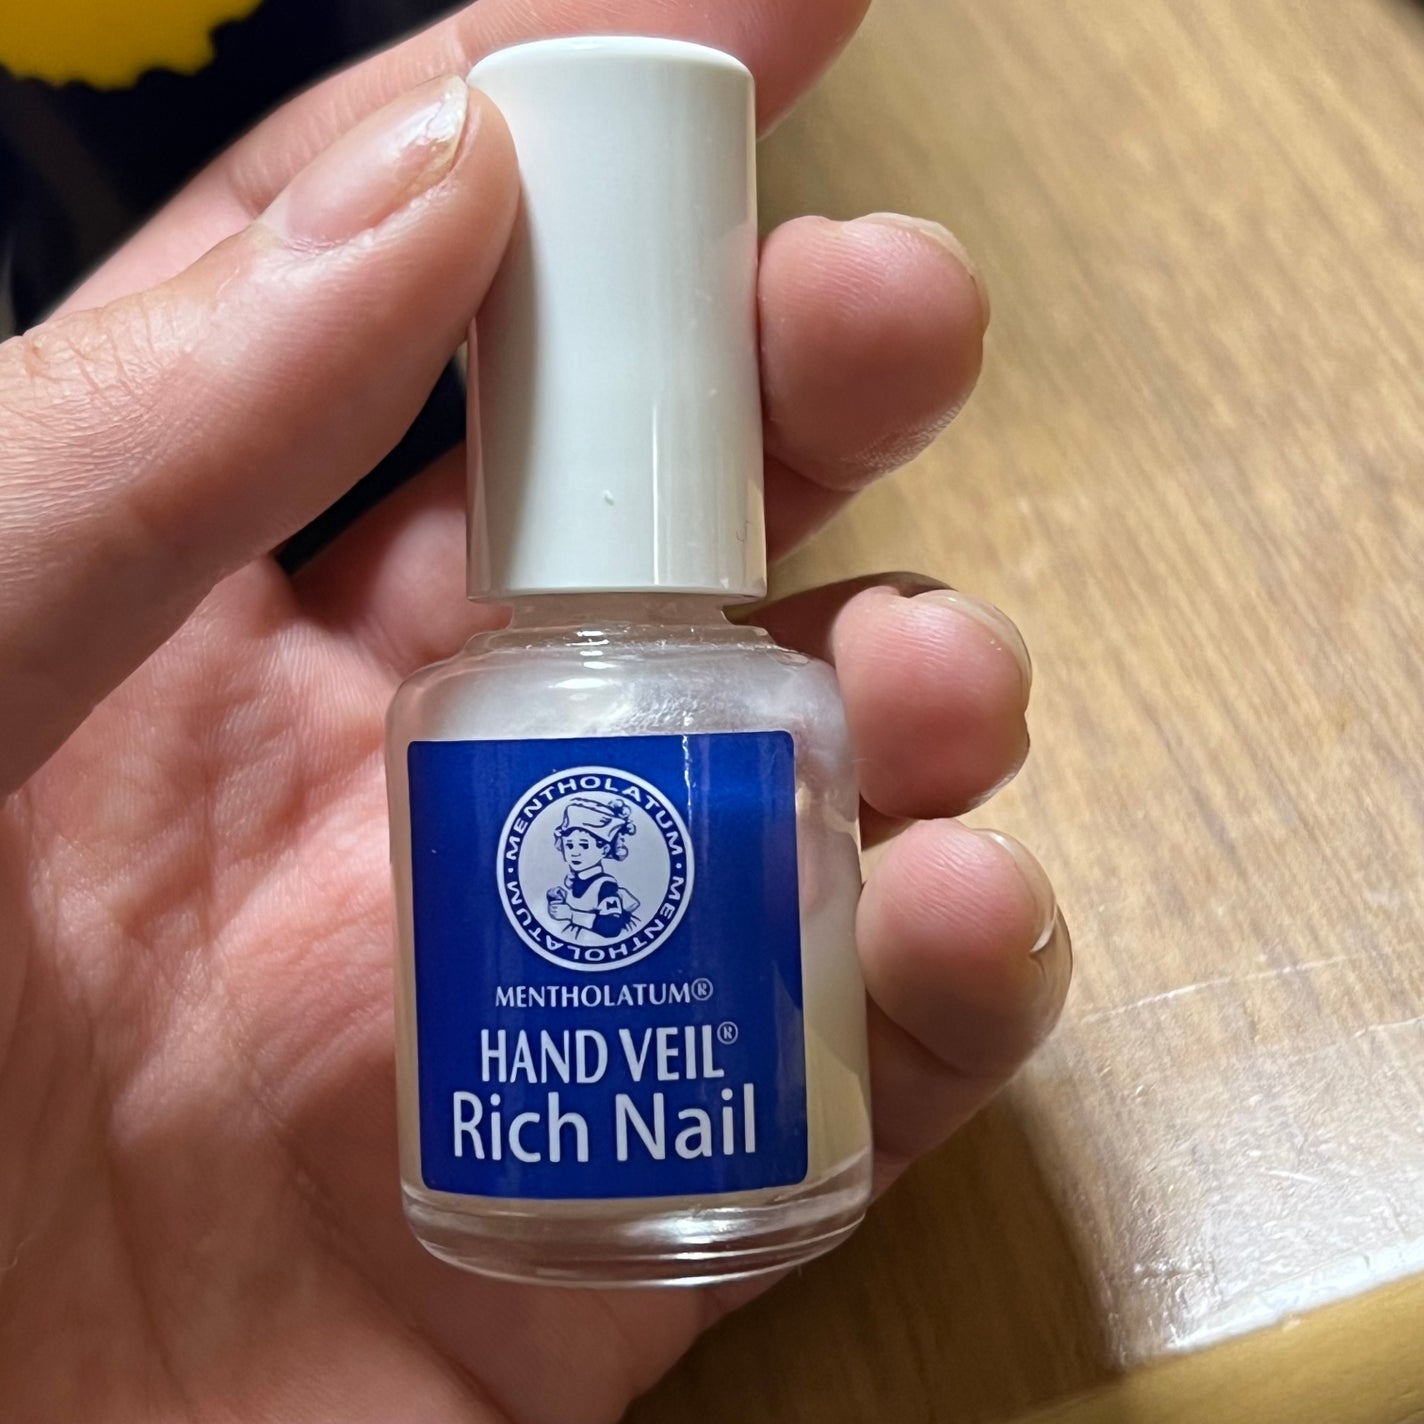 MENTHOLATUM · MENTHOLATUM ·
M
MENTHOLATUM®
HAND VEIL®
Rich Nail